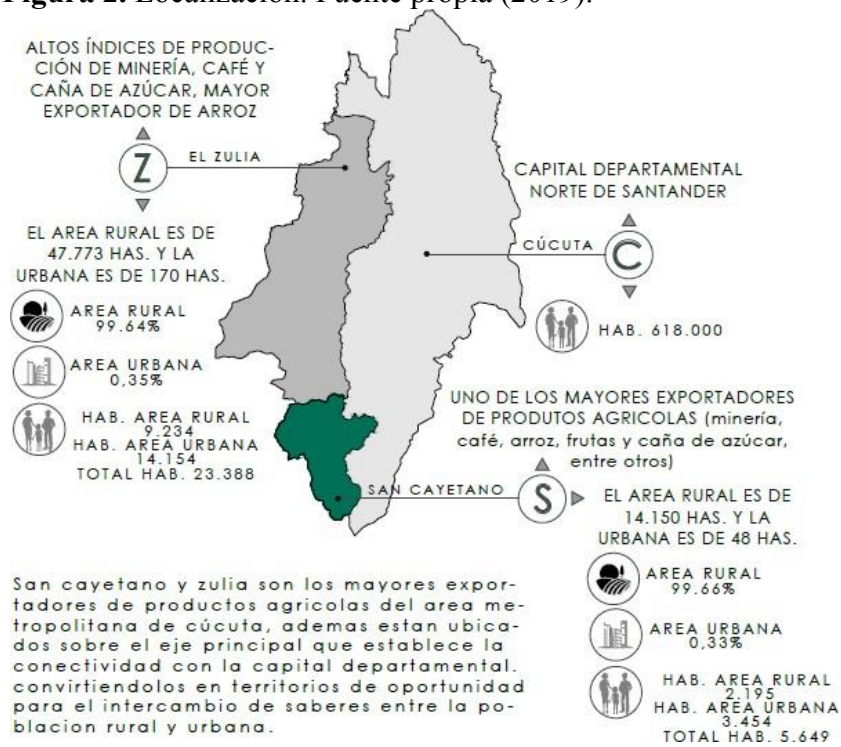 Figura 2. Localización. Fuente propia (2019).
ALTOS ÍNDICES DE PRODUC-
CIÓN DE MINERÍA, CAFÉ Y
CAÑA DE AZÚCAR, MAYOR
EXPORTADOR DE ARROZ
Z
EL ZULIA
EL AREA RURAL ES DE
47.773 HAS. Y LA
URBANA ES DE 170 HAS.
AREA RURAL
99.64%
AREA URBANA
0,35%
HAB. AREA RURAL
9.234
HAB. AREA URBANA
14.154
TOTAL HAB. 23.388
CAPITAL DEPARTAMENTAL
NORTE DE SANTANDER
CÚCUTA
C
HAB. 618.000
UNO DE LOS MAYORES EXPORTADORES
DE PRODUTOS AGRICOLAS (minería,
café, arroz, frutas y caña de azúcar,
entre otros)
SAN CAYETANO
S
EL AREA RURAL ES DE
14.150 HAS. Y LA
URBANA ES DE 48 HAS.
AREA RURAL
99.66%
AREA URBANA
0,33%
HAB. AREA RURAL
2.195
HAB. AREA URBANA
3.454
TOTAL HAB. 5.649
San cayetano y zulia son los mayores expor-
tadores de productos agricolas del area me-
tropolitana de cúcuta, ademas estan ubica-
dos sobre el eje principal que establece la
conectividad con la capital departamental.
convirtiendolos en territorios de oportunidad
para el intercambio de saberes entre la po-
blacion rural y urbana.